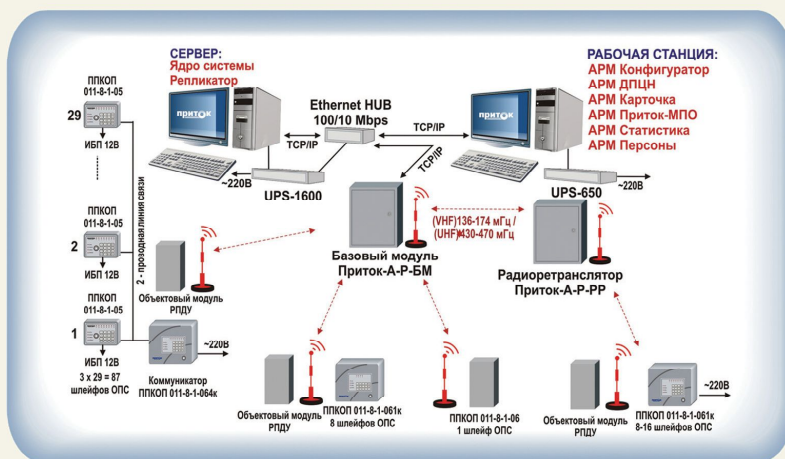 СЕРВЕР:
Ядро системы
Репликатор
РАБОЧАЯ СТАНЦИЯ:
АРМ Конфигуратор
АРМ ДПЦН
АРМ Карточка
АРМ Приток-МПО
АРМ Статистика
АРМ Персоны
ПРИТОК
ПРИТОК
Ethernet HUB
100/10 Mbps
TCP/IP
TCP/IP
TCP/IP
~220В
UPS-1600
UPS-650
~220В
ППКОП
011-8-1-05
29
ИБП 12В
ППКОП
011-8-1-05
2
ИБП 12В
ППКОП
011-8-1-05
1
ИБП 12В
3 х 29 = 87
шлейфов ОПС
2 - проводная линия связи
Объектовый модуль
РПДУ
~220В
Коммуникатор
ППКОП 011-8-1-064к
Базовый модуль
Приток-А-Р-БМ
(VHF)136-174 мГц /
(UHF)430-470 мГц
Радиоретранслятор
Приток-А-Р-РР
Объектовый модуль
РПДУ
ППКОП 011-8-1-061к
8 шлейфов ОПС
ППКОП 011-8-1-06
1 шлейф ОПС
Объектовый модуль
РПДУ
~220В
ППКОП 011-8-1-061к
8-16 шлейфов ОПС